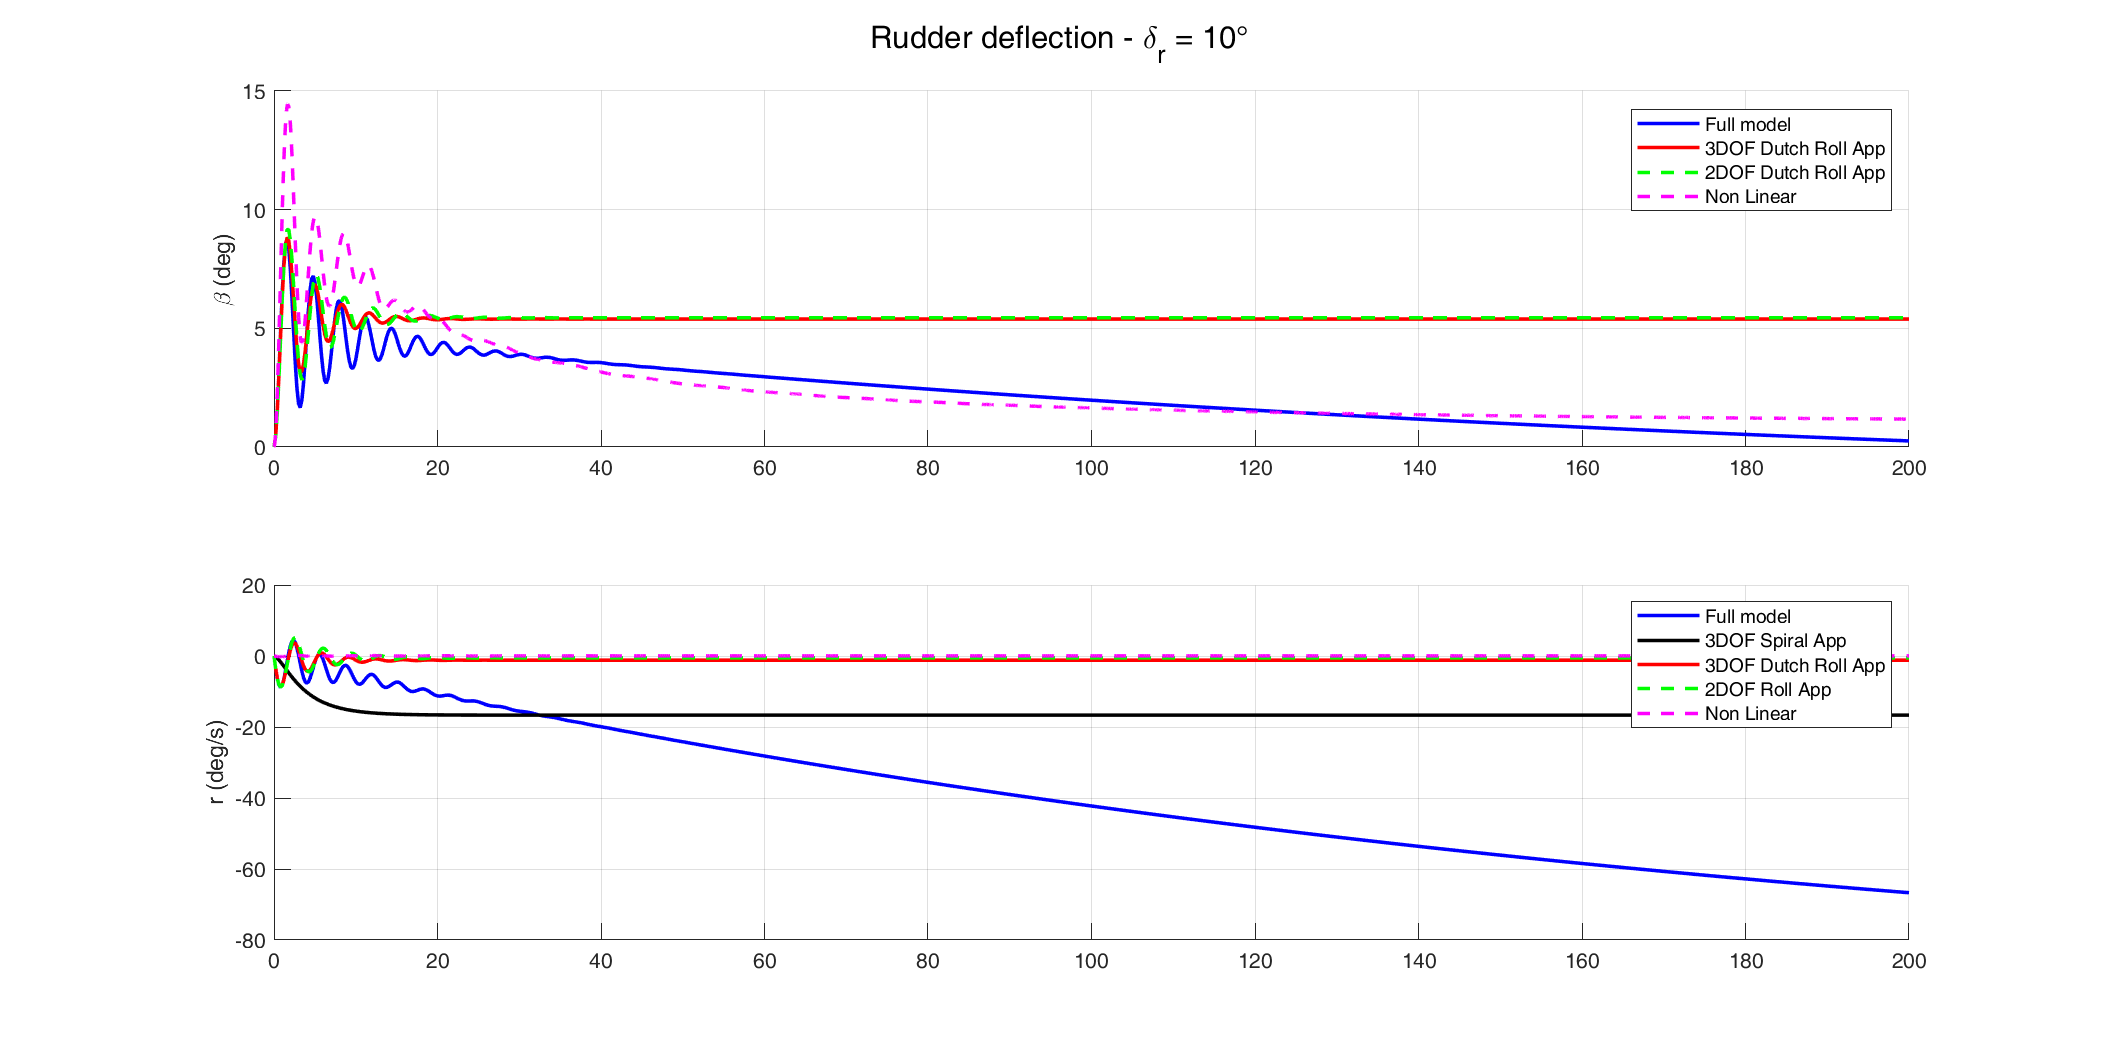 Rudder deflection - δr = 10°
15
10
5
0
β (deg)
Full model
3DOF Dutch Roll App
2DOF Dutch Roll App
Non Linear
0 20 40 60 80 100 120 140 160 180 200
20
0
-20
-40
-60
-80
r (deg/s)
Full model
3DOF Spiral App
3DOF Dutch Roll App
2DOF Roll App
Non Linear
0 20 40 60 80 100 120 140 160 180 200